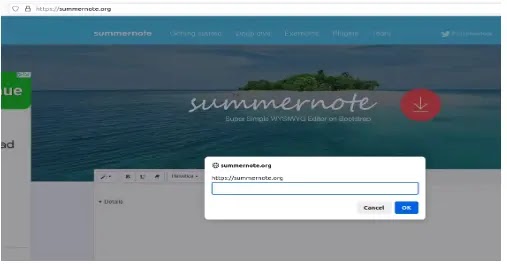 https://summernote.org
summernote Getting started Deep dive Examples Plugins Team
summernote
Super Simple WYSIWYG Editor on Bootstrap
ue
ad
summernote.org
https://summernote.org
Cancel OK
B U
Helvetica
Details